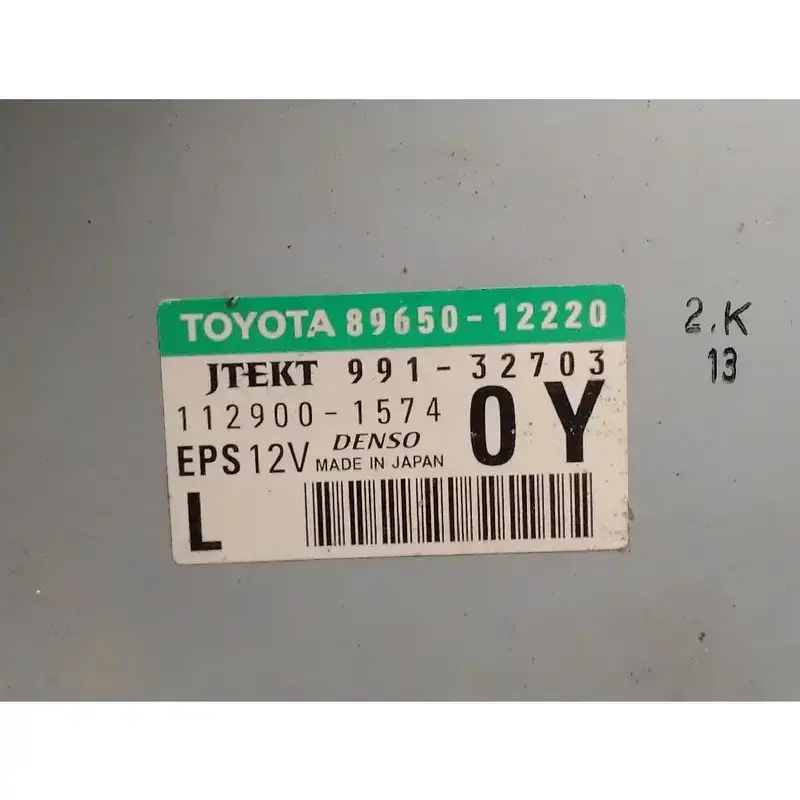 TOYOTA 89650-12220
JTEKT 991-32703
112900-1574
0Y
EPS12V
DENSO
MADE IN JAPAN
L
2.K
13